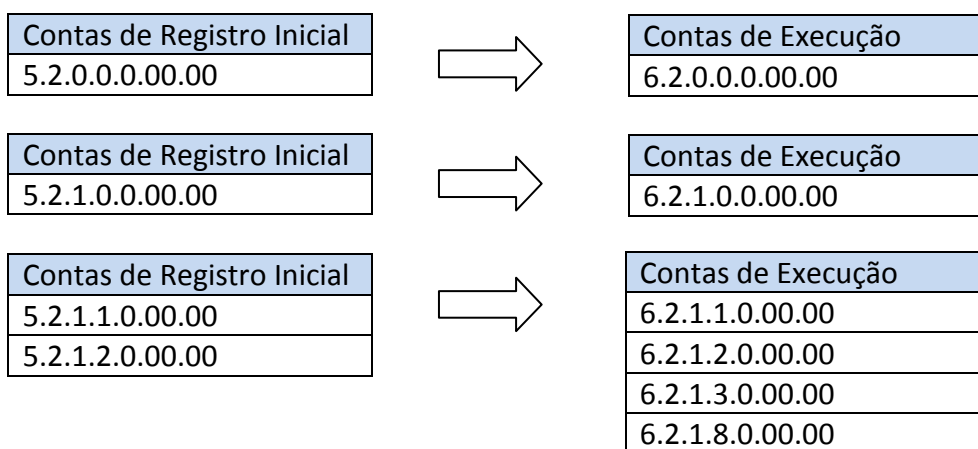 Contas de Registro Inicial
5.2.0.0.0.00.00
Contas de Execução
6.2.0.0.0.00.00
Contas de Registro Inicial
5.2.1.0.0.00.00
Contas de Execução
6.2.1.0.0.00.00
Contas de Registro Inicial
5.2.1.1.0.00.00
5.2.1.2.0.00.00
Contas de Execução
6.2.1.1.0.00.00
6.2.1.2.0.00.00
6.2.1.3.0.00.00
6.2.1.8.0.00.00